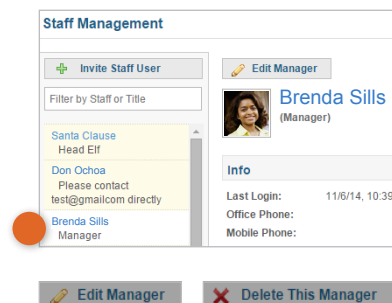 Staff Management
Invite Staff User
Edit Manager
Filter by Staff or Title
Brenda Sills
(Manager)
Santa Clause
Head Elf
Don Ochoa
Please contact
test@gmailcom directly
Brenda Sills
Manager
Info
Last Login: 11/6/14, 10:39
Office Phone:
Mobile Phone:
Edit Manager
Delete This Manager